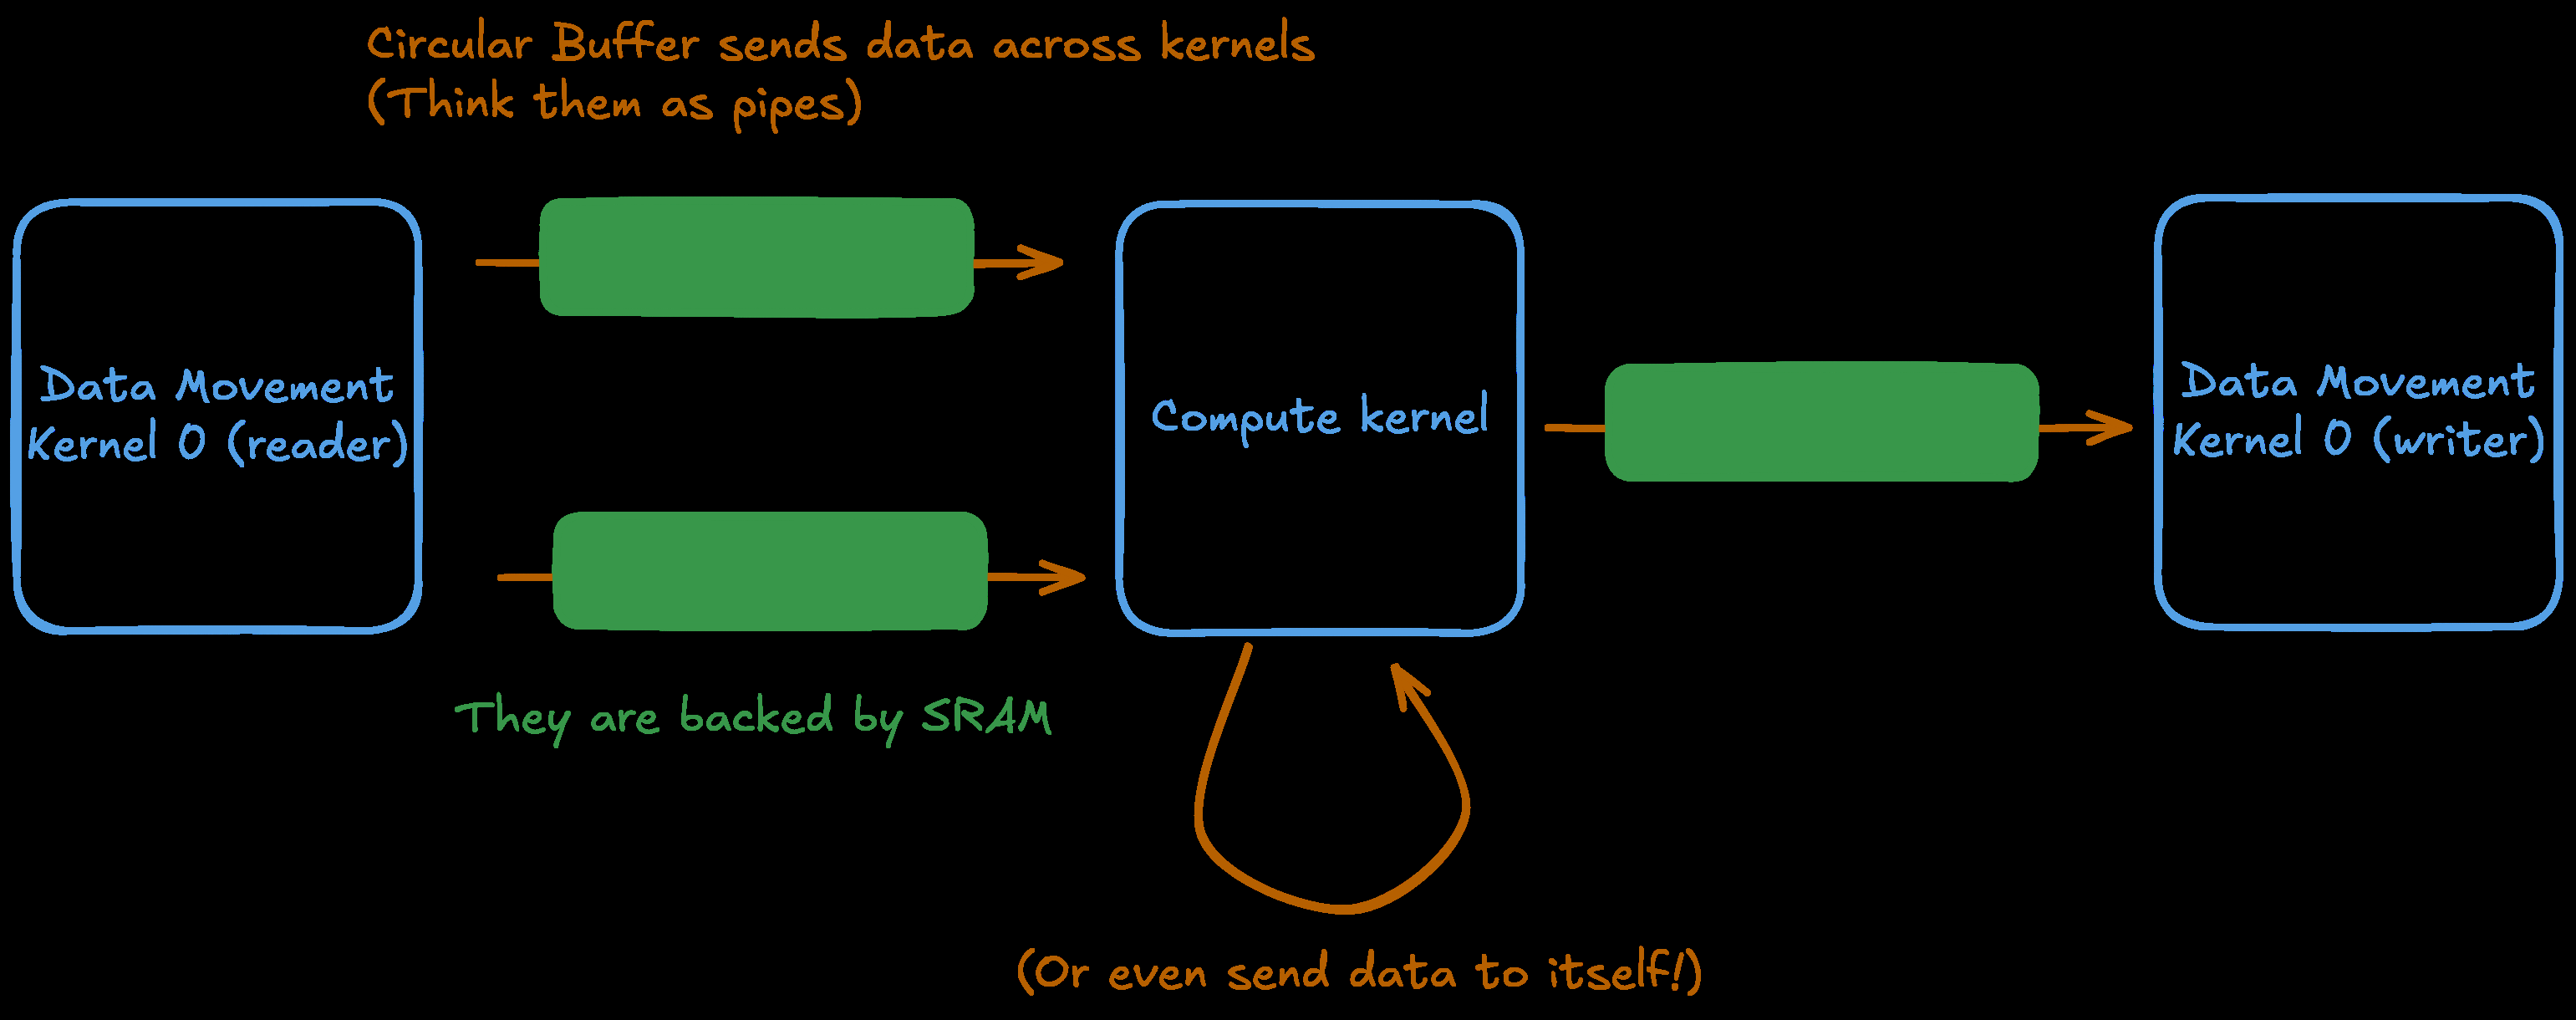 Circular Buffer sends data across kernels
(Think them as pipes)
Data Movement
Kernel 0 (reader)
Compute kernel
Data Movement
Kernel 0 (writer)
They are backed by SRAM
(Or even send data to itself!)